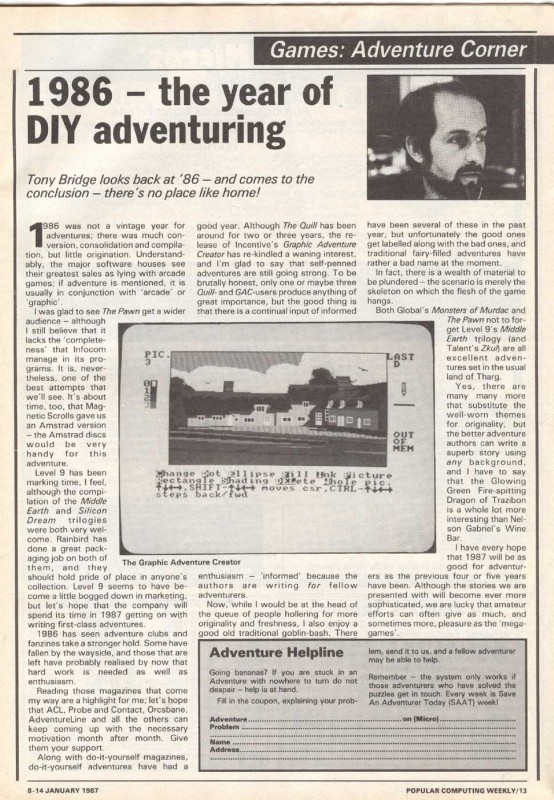 Games: Adventure Corner
1986 – the year of
DIY adventuring
Tony Bridge looks back at '86 – and comes to the
conclusion – there's no place like home!
1986 was not a vintage year for
adventures; there was much con-
version, consolidation and compila-
tion, but little origination. Understand-
ably, the major software houses see
their greatest sales as lying with arcade
games; if adventure is mentioned, it is
usually in conjunction with 'arcade' or
'graphic'.
I was glad to see The Pawn get a wider
audience – although
I still believe that it
lacks the 'complete-
ness' that Infocom
manage in its pro-
grams. It is, never-
theless, one of the
best attempts that
we'll see. It's about
time, too, that Mag-
netic Scrolls gave us
an Amstrad version
– the Amstrad discs
would be very
handy for this
adventure.
Level 9 has been
marking time, I feel,
although the compi-
lation of the Middle
Earth and Silicon
Dream trilogies
were both very wel-
come. Rainbird has
done a great pack-
aging job on both of
them, and they
should hold pride of place in anyone's
collection. Level 9 seems to have be-
come a little bogged down in marketing,
but let's hope that the company will
spend its time in 1987 getting on with
writing first-class adventures.
1986 has seen adventure clubs and
fanzines take a stronger hold. Some have
fallen by the wayside, and those that are
left have probably realised by now that
hard work is needed as well as
enthusiasm.
Reading those magazines that come
my way are a highlight for me; let's hope
that ACL, Probe and Contact, Orcsbane,
AdventureLine and all the others can
keep coming up with the necessary
motivation month after month. Give
them your support.
Along with do-it-yourself magazines,
do-it-yourself adventures have had a
good year. Although The Quill has been
around for two or three years, the re-
lease of Incentive's Graphic Adventure
Creator has re-kindled a waning interest,
and I'm glad to say that self-penned
adventures are still going strong. To be
brutally honest, only one or maybe three
Quill- and GAC-users produce anything of
great importance, but the good thing is
that there is a continual input of informed
PIC.
3
LAST
D
OUT
OF
MEM
Change Dot Ellipse Fill Ink Picture
Rectangle Shading Delete Whole pic.
SHIFT- moves csr,CTRL-
steps back/fwd
The Graphic Adventure Creator
enthusiasm – 'informed' because the
authors are writing for fellow
adventurers.
Now, while I would be at the head of
the queue of people hollering for more
originality and freshness, I also enjoy a
good old traditional goblin-bash. There
have been several of these in the past
year, but unfortunately the good ones
get labelled along with the bad ones, and
traditional fairy-filled adventures have
rather a bad name at the moment.
In fact, there is a wealth of material to
be plundered – the scenario is merely the
skeleton on which the flesh of the game
hangs.
Both Global's Monsters of Murdac and
The Pawn not to for-
get Level 9's Middle
Earth trilogy (and
Talent's Zkul) are all
excellent adven-
tures set in the usual
land of Tharg.
Yes, there are
many many more
that substitute the
well-worn themes
for originality, but
the better adventure
authors can write a
superb story using
any background,
and I have to say
that the Glowing
Green Fire-spitting
Dragon of Trazibon
is a whole lot more
interesting than Nel-
son Gabriel's Wine
Bar.
I have every hope
that 1987 will be as
good for adventur-
ers as the previous four or five years
have been. Although the stories we are
presented with will become ever more
sophisticated, we are lucky that amateur
efforts can often give as much, and
sometimes more, pleasure as the 'mega-
games'.
Adventure Helpline
Going bananas? If you are stuck in an
Adventure with nowhere to turn do not
despair – help is at hand.
Fill in the coupon, explaining your prob-
lem, send it to us, and a fellow adventurer
may be able to help.
Remember – the system only works if
those adventurers who have solved the
puzzles get in touch. Every week is Save
An Adventurer Today (SAAT) week!
Adventure on (Micro)
Problem
Name
Address
8-14 JANUARY 1987
POPULAR COMPUTING WEEKLY/13